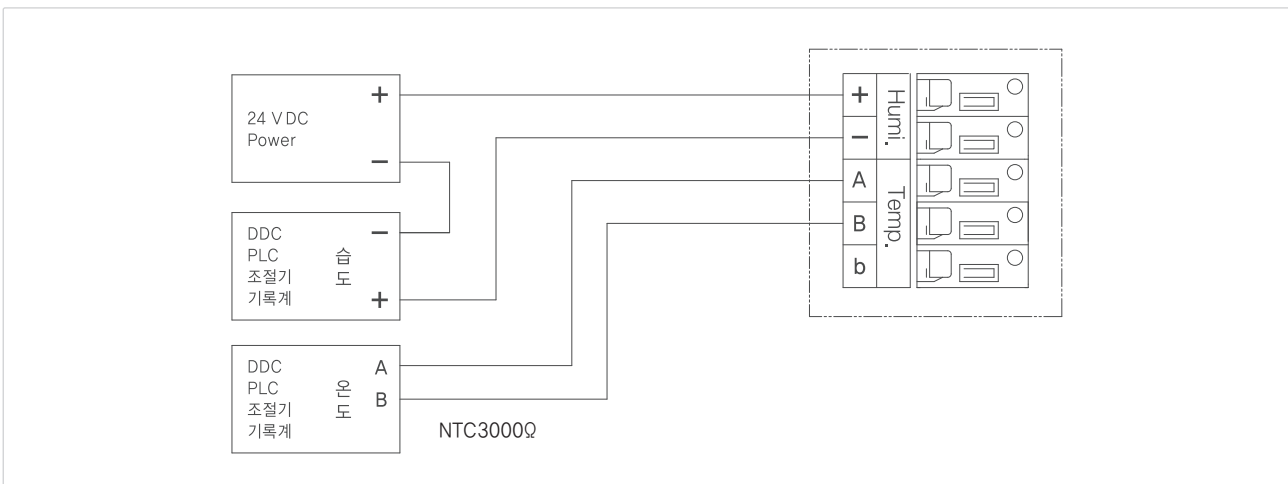 24 V DC
Power
+
−
DDC
PLC
조절기
기록계
습
도
−
+
DDC
PLC
조절기
기록계
온
도
A
B
NTC3000Ω
+
−
A
B
b
Humi.
Temp.